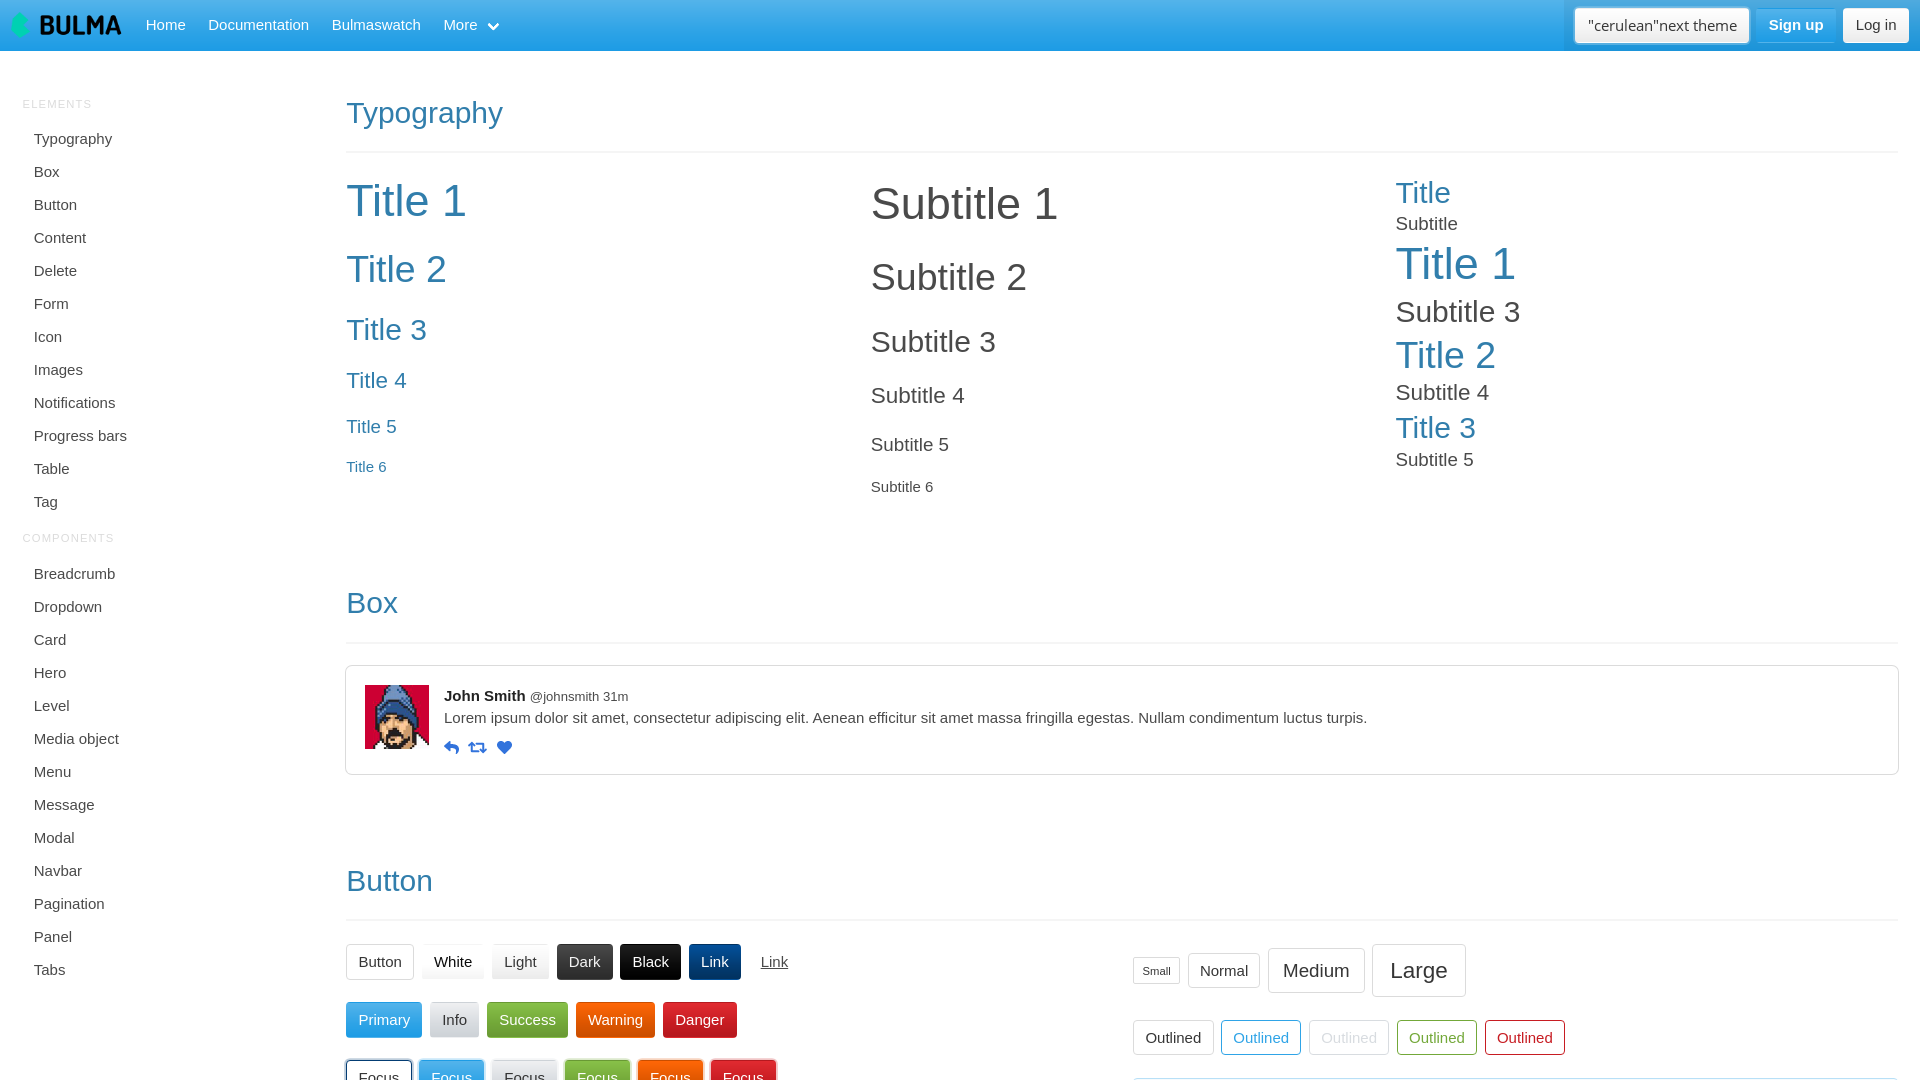 BULMA Home Documentation Bulmaswatch More "cerulean"next theme Sign up Log in
ELEMENTS
Typography
Box
Button
Content
Delete
Form
Icon
Images
Notifications
Progress bars
Table
Tag
COMPONENTS
Breadcrumb
Dropdown
Card
Hero
Level
Media object
Menu
Message
Modal
Navbar
Pagination
Panel
Tabs
Typography
Title 1
Title 2
Title 3
Title 4
Title 5
Title 6
Subtitle 1
Subtitle 2
Subtitle 3
Subtitle 4
Subtitle 5
Subtitle 6
Title
Subtitle
Title 1
Subtitle 3
Title 2
Subtitle 4
Title 3
Subtitle 5
Box
John Smith @johnsmith 31m
Lorem ipsum dolor sit amet, consectetur adipiscing elit. Aenean efficitur sit amet massa fringilla egestas. Nullam condimentum luctus turpis.
Button
Button White Light Dark Black Link Link
Primary Info Success Warning Danger
Focus Focus Focus Focus Focus Focus
Small Normal Medium Large
Outlined Outlined Outlined Outlined Outlined